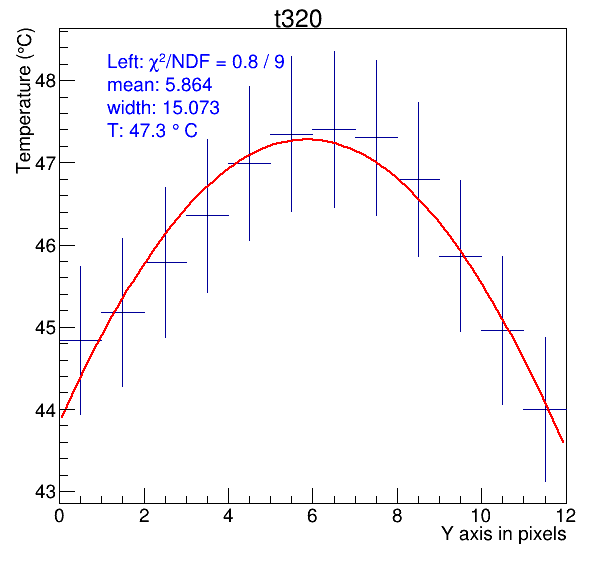 t320
Temperature (°C)
Left: χ²/NDF = 0.8 / 9
mean: 5.864
width: 15.073
T: 47.3 ° C
48
47
46
45
44
43
0 2 4 6 8 10 12
Y axis in pixels